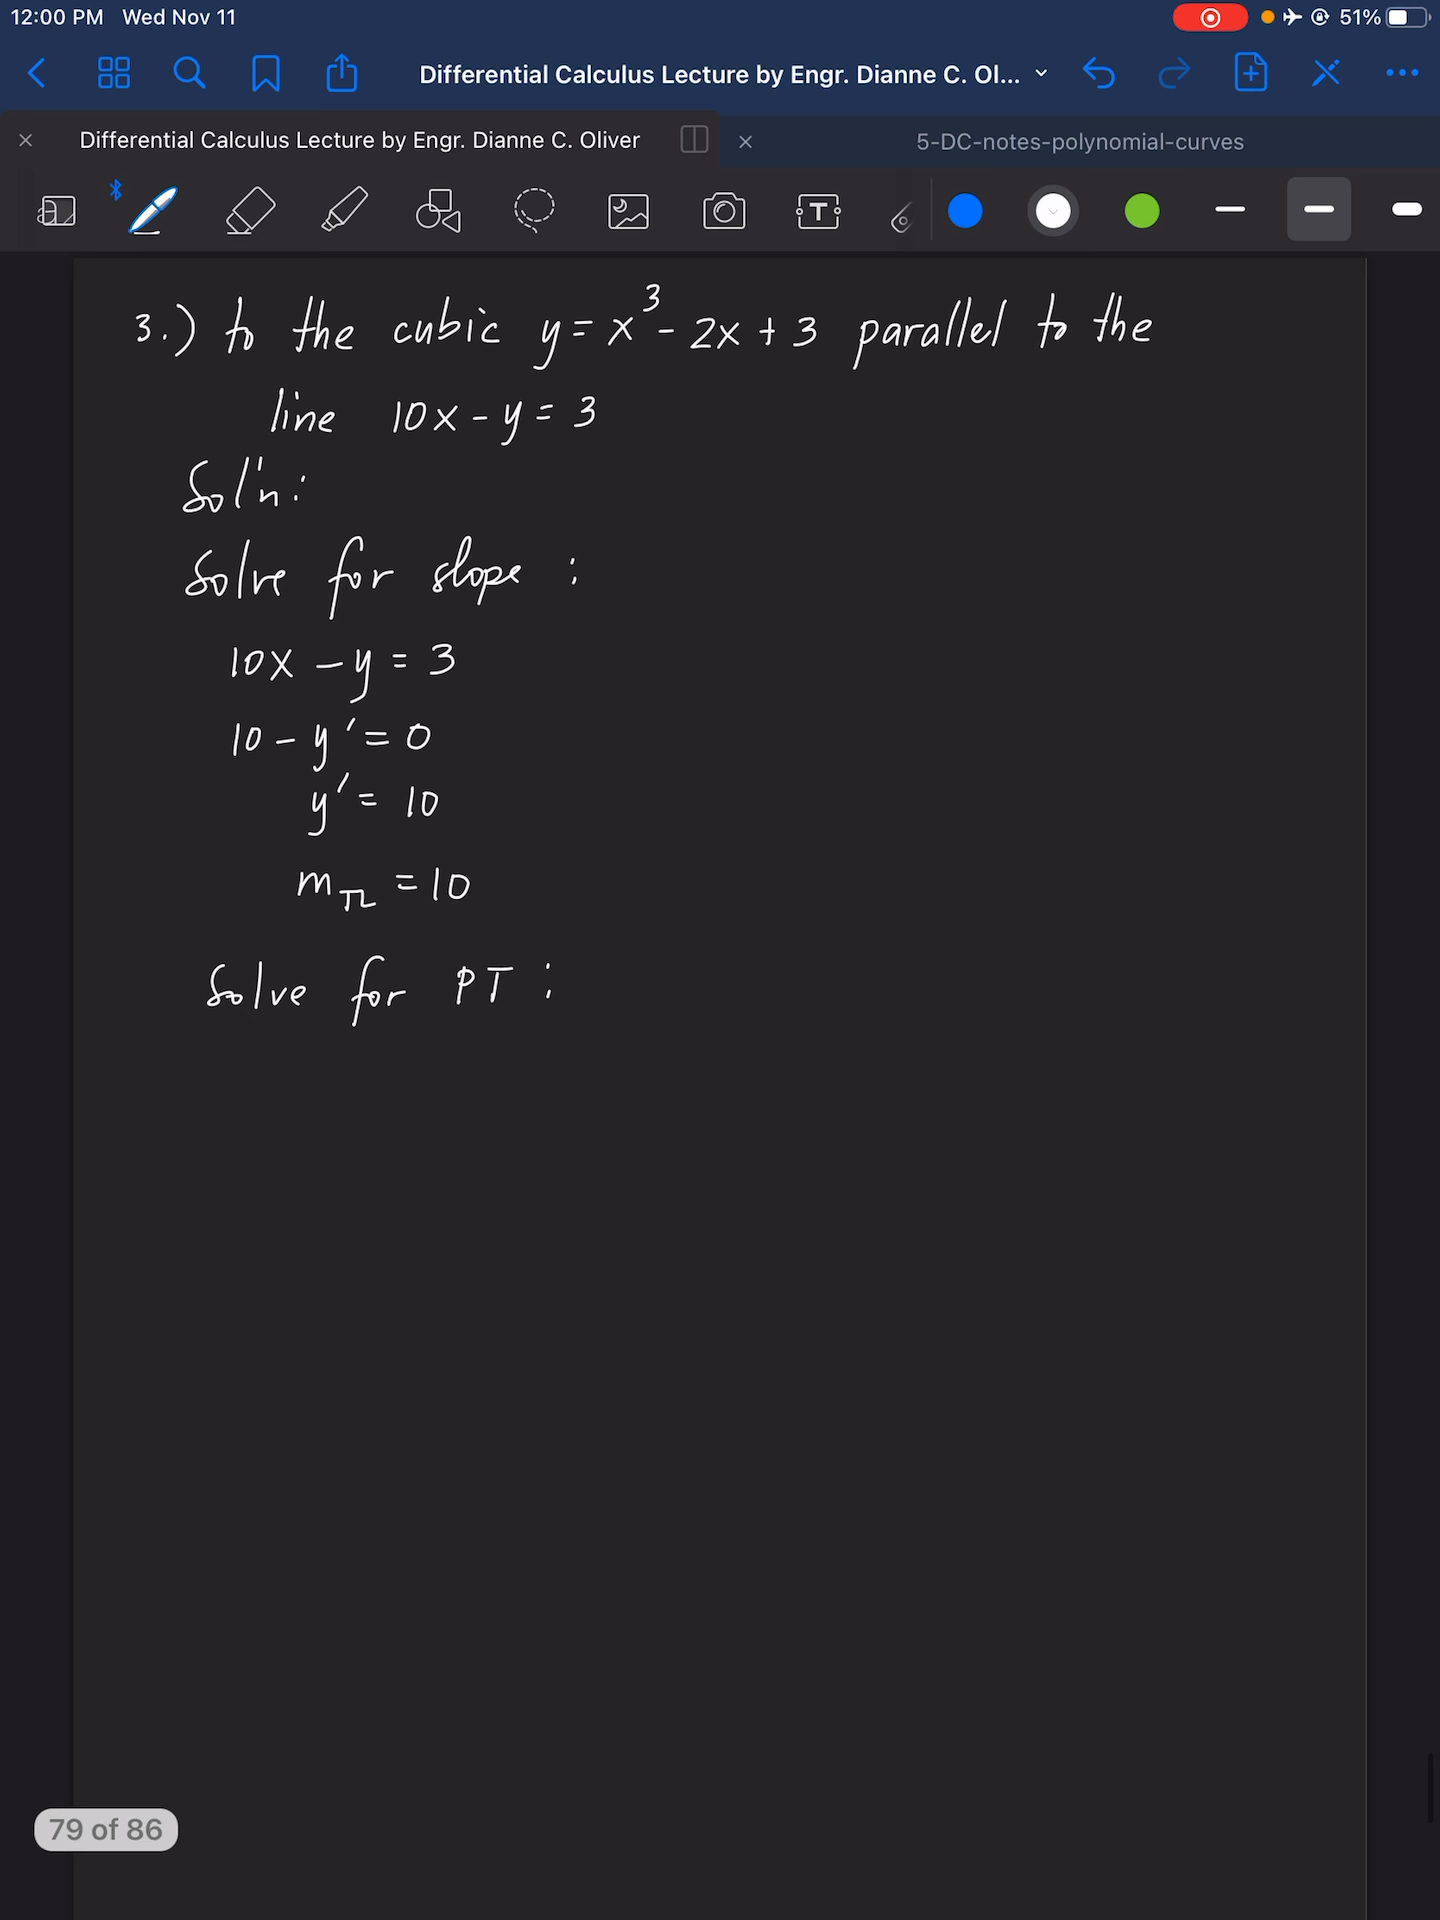 12:00 PM Wed Nov 11 51%
Differential Calculus Lecture by Engr. Dianne C. Ol...
Differential Calculus Lecture by Engr. Dianne C. Oliver 5-DC-notes-polynomial-curves
3.) to the cubic y = x³ - 2x + 3 parallel to the
line 10x - y = 3
Sol'n:
Solve for slope :
10x - y = 3
10 - y' = 0
y' = 10
m_TL = 10
Solve for PT :
79 of 86